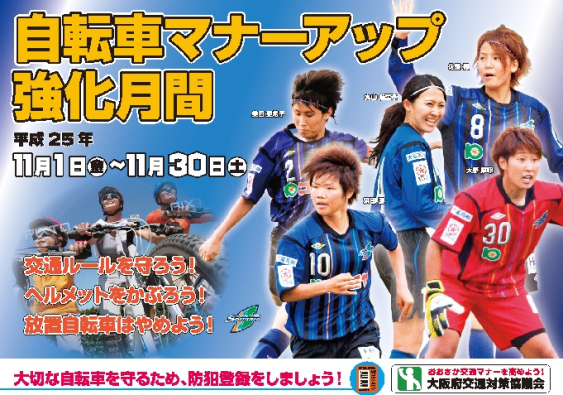 自転車マナーアップ
強化月間
平成25年
11月1日金～11月30日土
交通ルールを守ろう!
ヘルメットをかぶろう!
放置自転車はやめよう!
2
8
10
30
大切な自転車を守るため、防犯登録をしましょう!
おおさか交通マナーを高めよう!
大阪府交通対策協議会